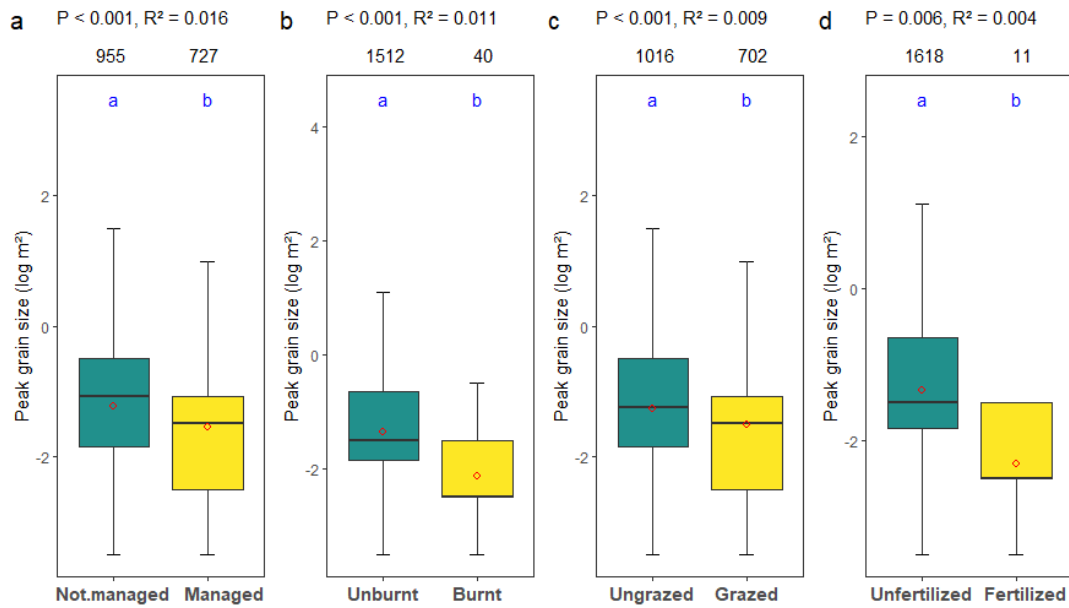 a P < 0.001, R² = 0.016
955 727
a b
Peak grain size (log m²)
2
0
-2
Not.managed Managed
b P < 0.001, R² = 0.011
1512 40
a b
Peak grain size (log m²)
4
2
0
-2
Unburnt Burnt
c P < 0.001, R² = 0.009
1016 702
a b
Peak grain size (log m²)
2
0
-2
Ungrazed Grazed
d P = 0.006, R² = 0.004
1618 11
a b
Peak grain size (log m²)
2
0
-2
Unfertilized Fertilized